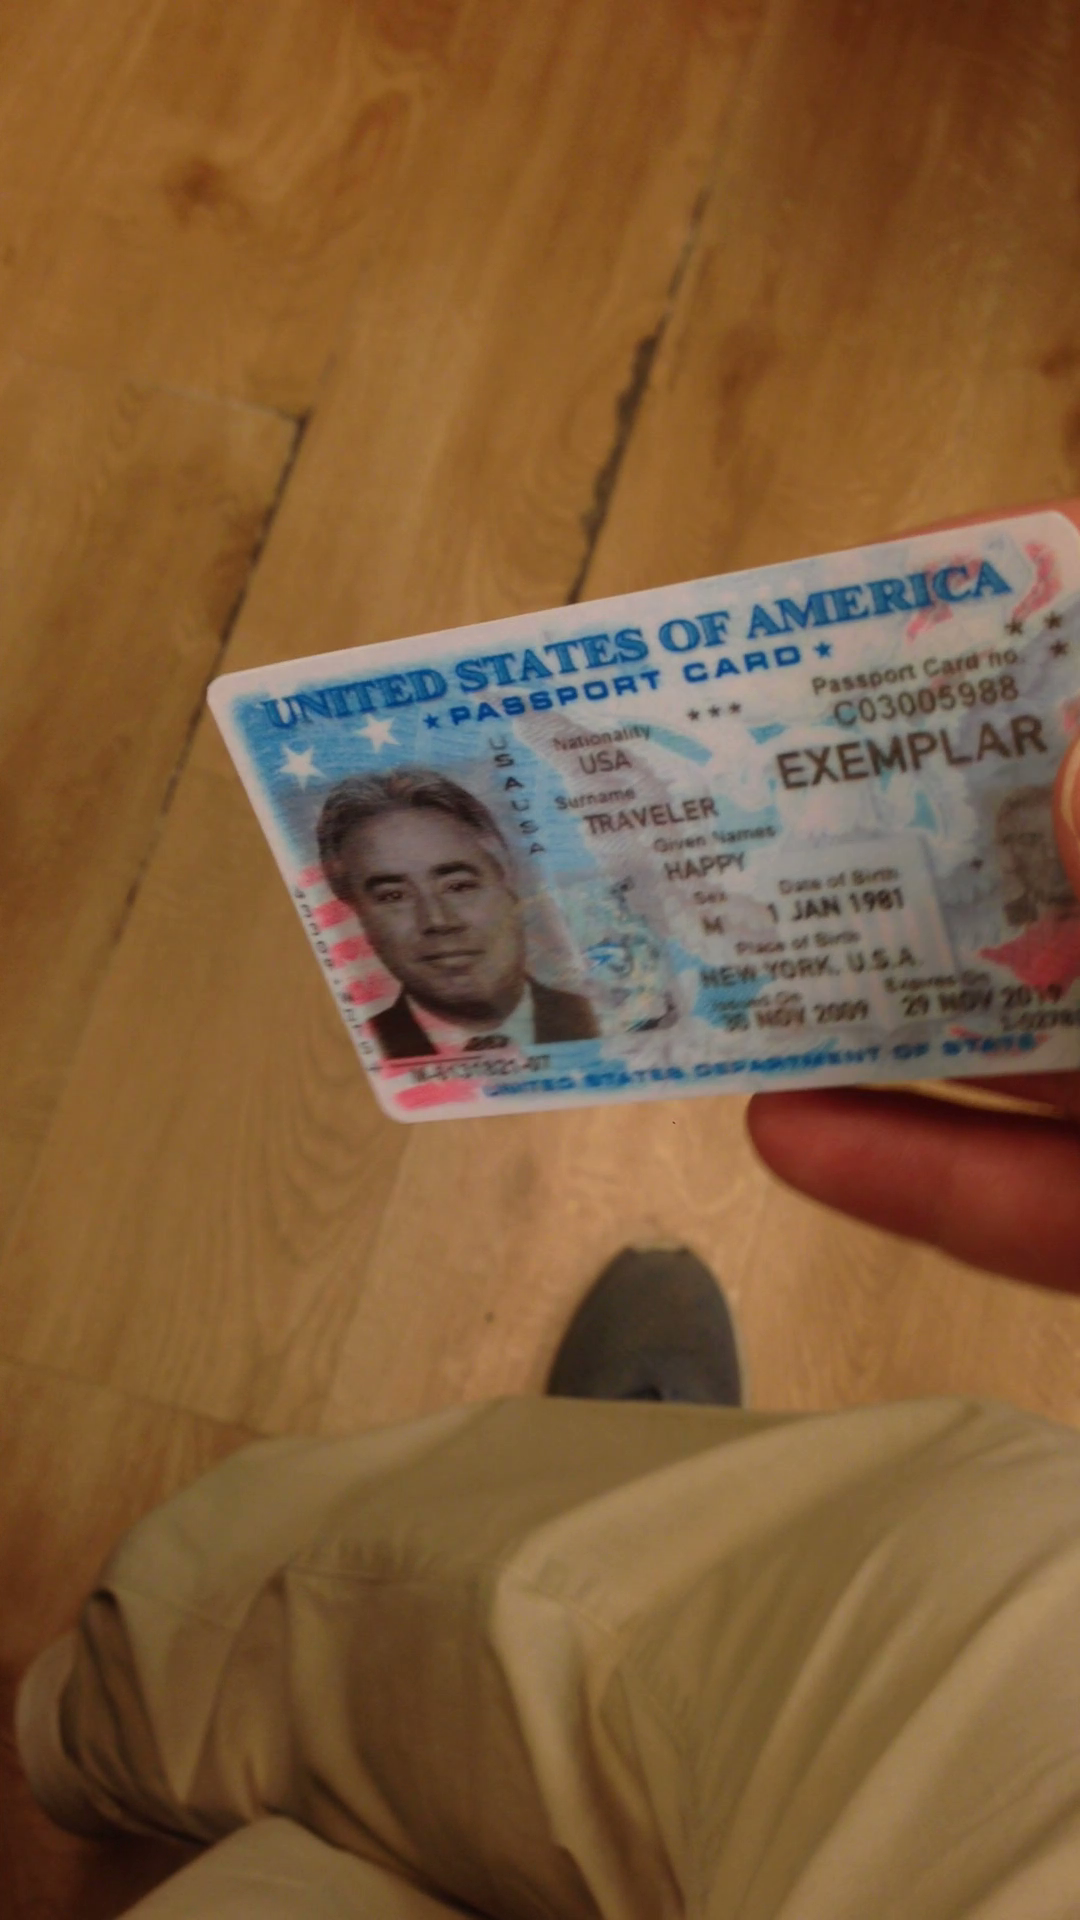 UNITED STATES OF AMERICA
★ PASSPORT CARD ★
Passport Card no.
C03005988
EXEMPLAR
Nationality
USA
USAUSA
Surname
TRAVELER
Given Names
HAPPY
Sex
M
Date of Birth
1 JAN 1981
Place of Birth
NEW YORK, U.S.A.
Issued On
30 NOV 2009
Expires On
29 NOV 2019
UNITED STATES DEPARTMENT OF STATE